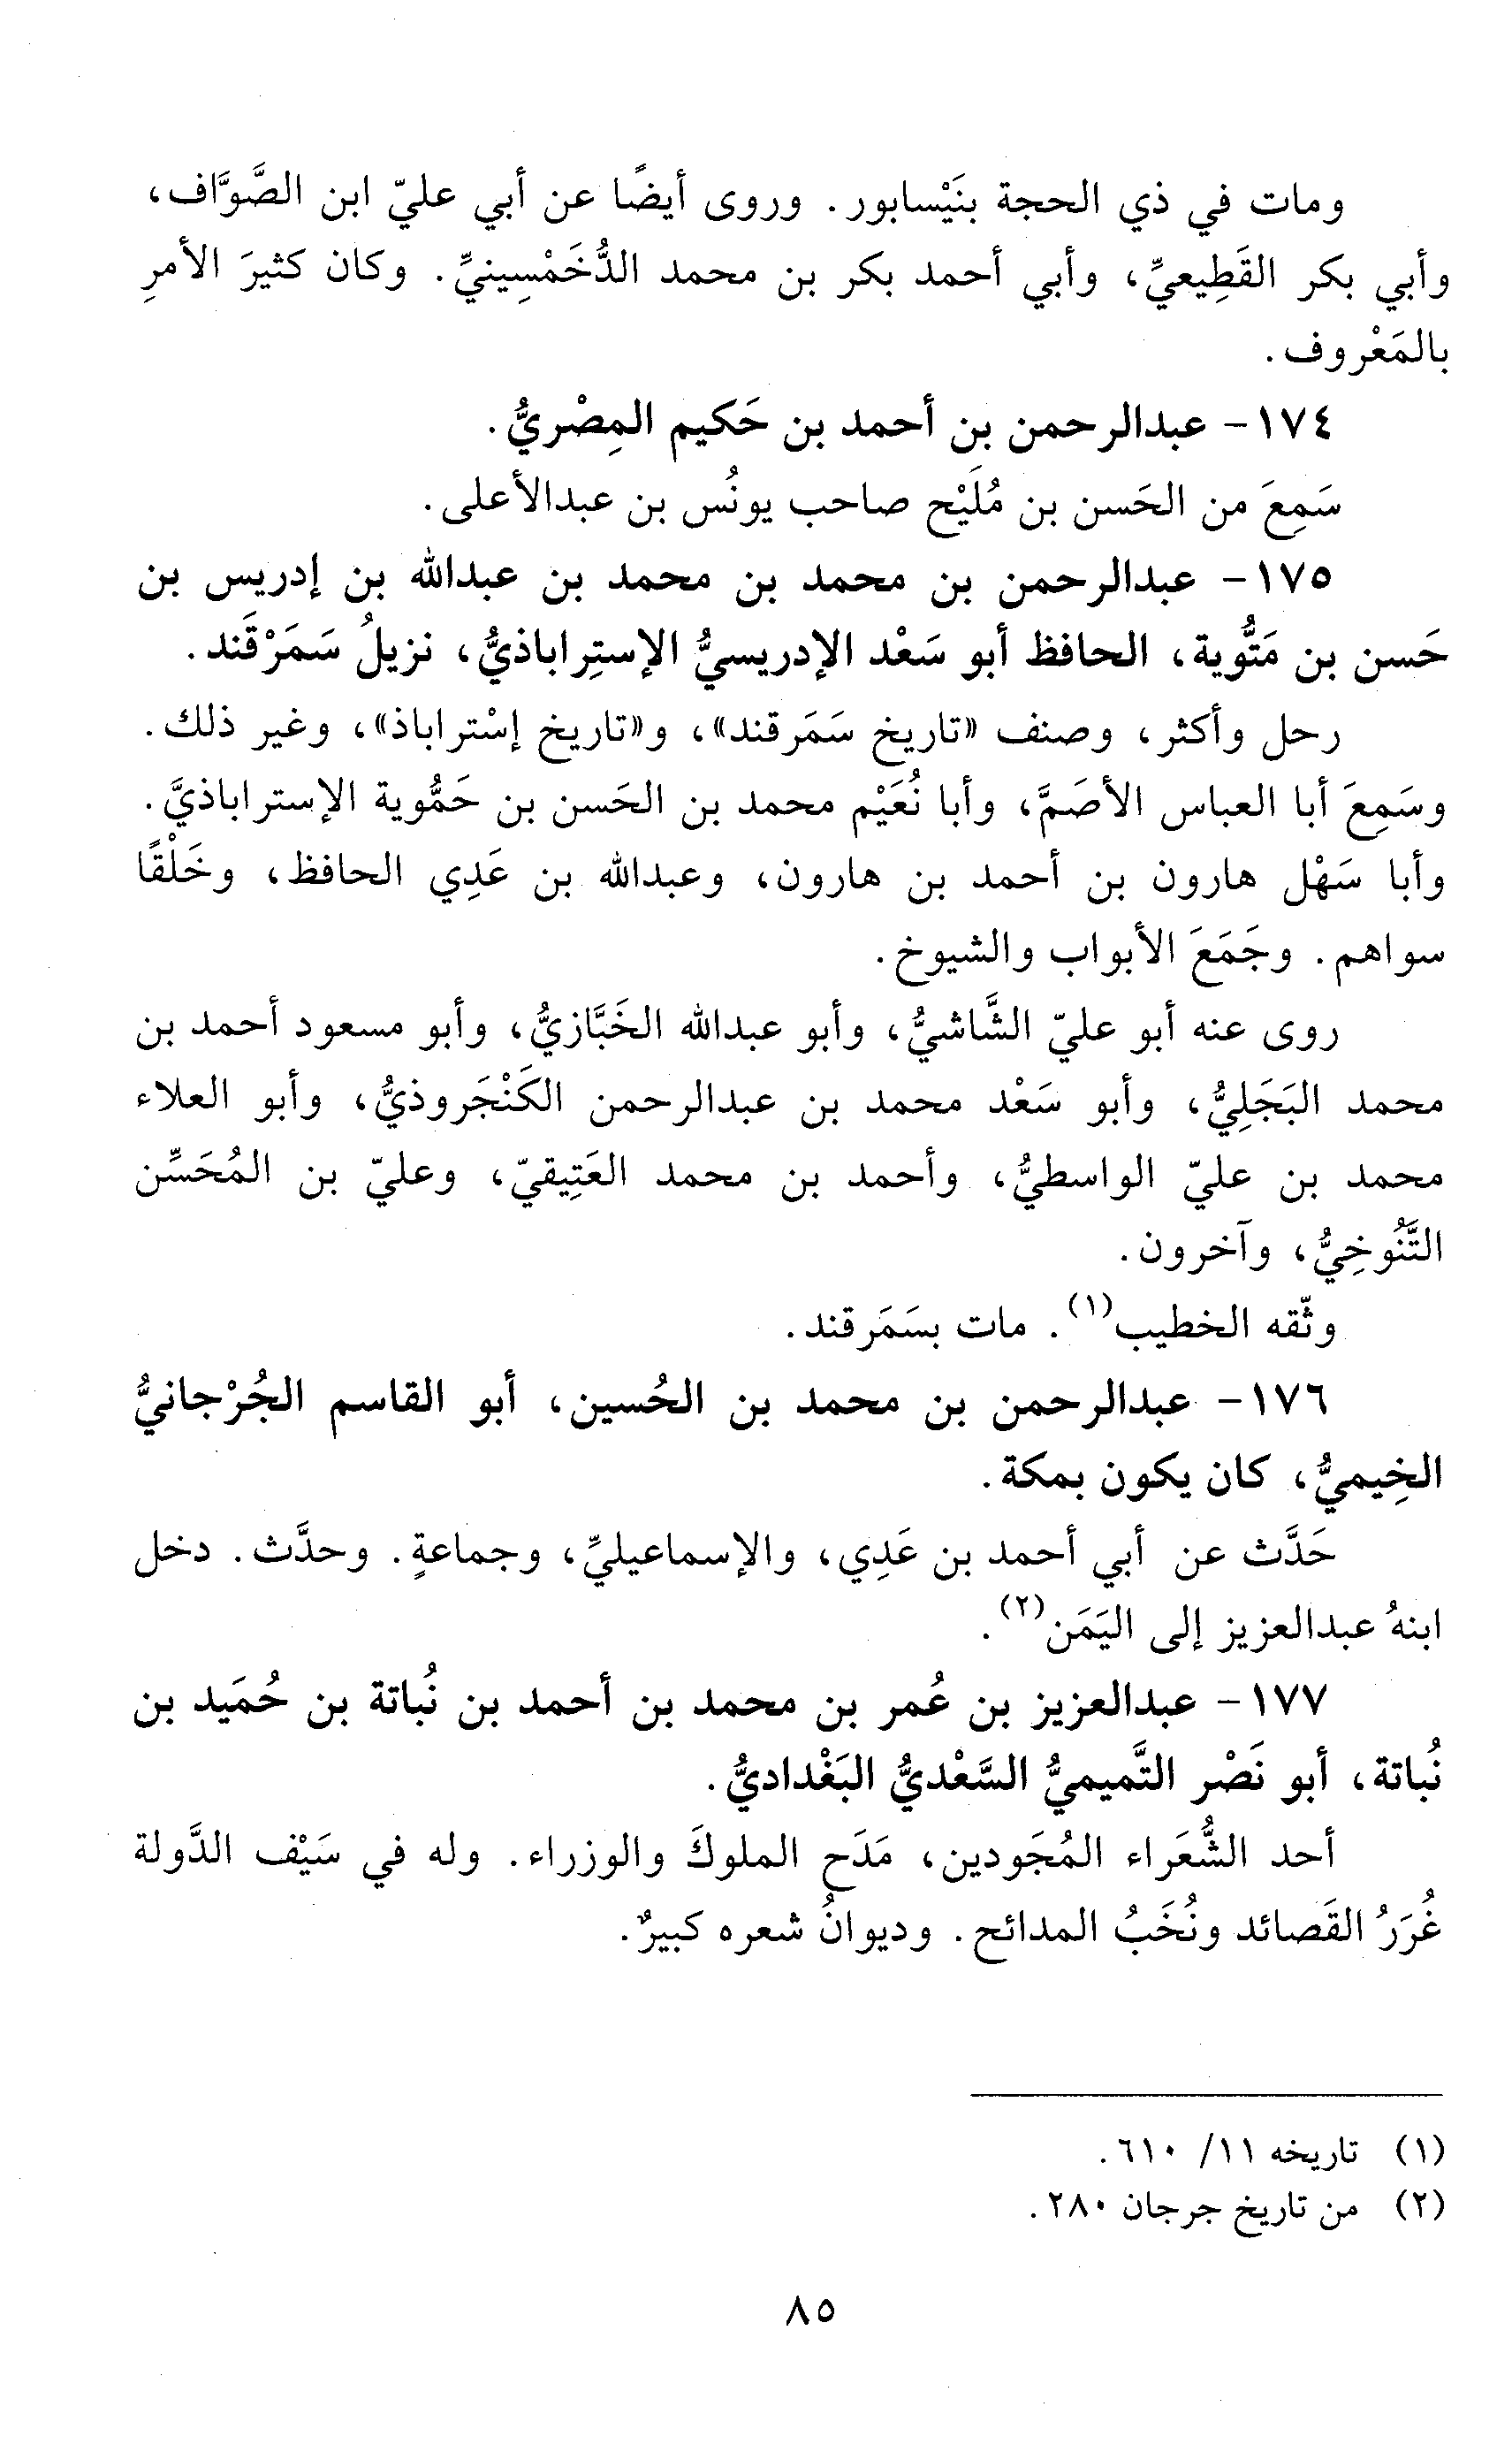 ومات في ذي الحجة بنَيْسابور. وروى أيضًا عن أبي عليّ ابن الصَّوَّاف،
وأبي بكر القَطِيعيِّ، وأبي أحمد بكر بن محمد الدُّخَمْسِينيِّ. وكان كثيرَ الأمرِ
بالمَعْروف.
١٧٤- عبدالرحمن بن أحمد بن حَكيم المِصْريُّ.
سَمِعَ من الحَسن بن مُلَيْح صاحب يونُس بن عبدالأعلى.
١٧٥- عبدالرحمن بن محمد بن محمد بن عبدالله بن إدريس بن
حَسن بن مَتُّوية، الحافظ أبو سَعْد الإدريسيُّ الإستِراباذيُّ، نزيلُ سَمَرْقَند.
رحل وأكثر، وصنف «تاريخ سَمَرقند»، و«تاريخ إسْتراباذ»، وغير ذلك.
وسَمِعَ أبا العباس الأصَمَّ، وأبا نُعَيْم محمد بن الحَسن بن حَمُّوية الإستراباذيَّ.
وأبا سَهْل هارون بن أحمد بن هارون، وعبدالله بن عَدِي الحافظ، وخَلْقًا
سواهم. وجَمَعَ الأبواب والشيوخ.
روى عنه أبو عليّ الشَّاشيُّ، وأبو عبدالله الخَبَّازيُّ، وأبو مسعود أحمد بن
محمد البَجَلِيُّ، وأبو سَعْد محمد بن عبدالرحمن الكَنْجَروذيُّ، وأبو العلاء
محمد بن عليّ الواسطيُّ، وأحمد بن محمد العَتِيقيّ، وعليّ بن المُحَسِّن
التَّنُوخِيُّ، وآخرون.
وثّقه الخطيب(١). مات بسَمَرقند.
١٧٦- عبدالرحمن بن محمد بن الحُسين، أبو القاسم الجُرْجانيُّ
الخِيميُّ، كان يكون بمكة.
حَدَّث عن أبي أحمد بن عَدِي، والإسماعيليِّ، وجماعةٍ. وحدَّث. دخل
ابنهُ عبدالعزيز إلى اليَمَن(٢).
١٧٧- عبدالعزيز بن عُمر بن محمد بن أحمد بن نُباتة بن حُمَيد بن
نُباتة، أبو نَصْر التَّميميُّ السَّعْديُّ البَغْداديُّ.
أحد الشُّعَراء المُجَودين، مَدَح الملوكَ والوزراء. وله في سَيْف الدَّولة
غُرَرُ القَصائد ونُخَبُ المدائح. وديوانُ شعره كبيرٌ.
(١) تاريخه ١١/ ٦١٠.
(٢) من تاريخ جرجان ٢٨٠.
٨٥